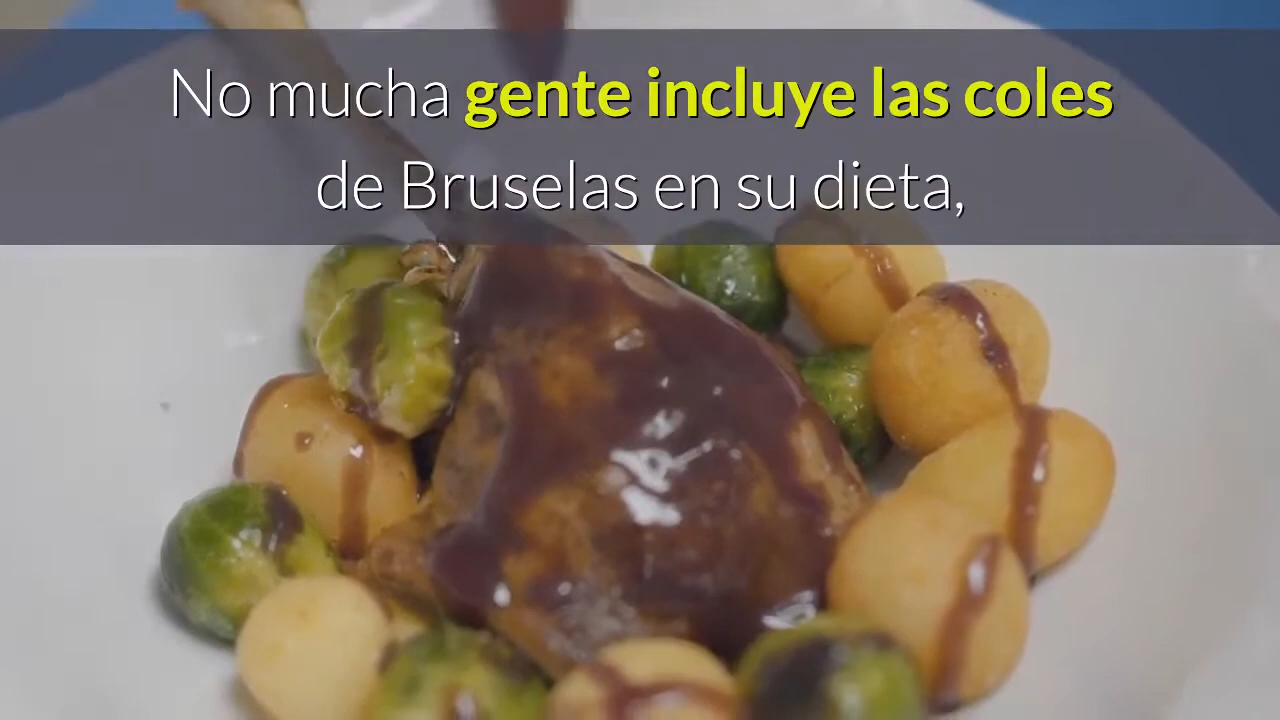 No mucha gente incluye las coles
de Bruselas en su dieta,